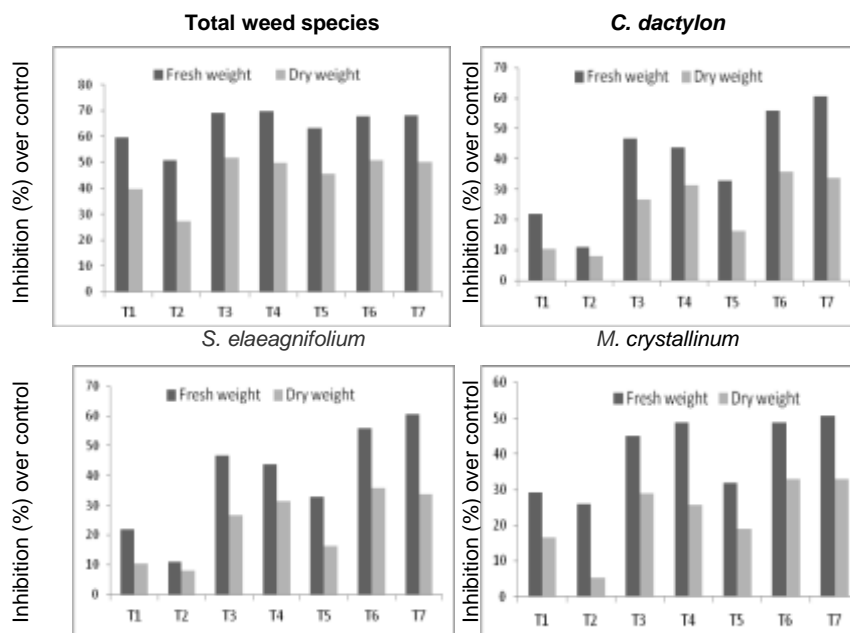 Total weed species
C. dactylon
Inhibition (%) over control
Fresh weight Dry weight
80
70
60
50
40
30
20
10
0
T1 T2 T3 T4 T5 T6 T7
Inhibition (%) over control
70
Fresh weight Dry weight
60
50
40
30
20
10
0
T1 T2 T3 T4 T5 T6 T7
S. elaeagnifolium
M. crystallinum
Inhibition (%) over control
70
Fresh weight Dry weight
60
50
40
30
20
10
0
T1 T2 T3 T4 T5 T6 T7
Inhibition (%) over control
60
Fresh weight Dry weight
50
40
30
20
10
0
T1 T2 T3 T4 T5 T6 T7